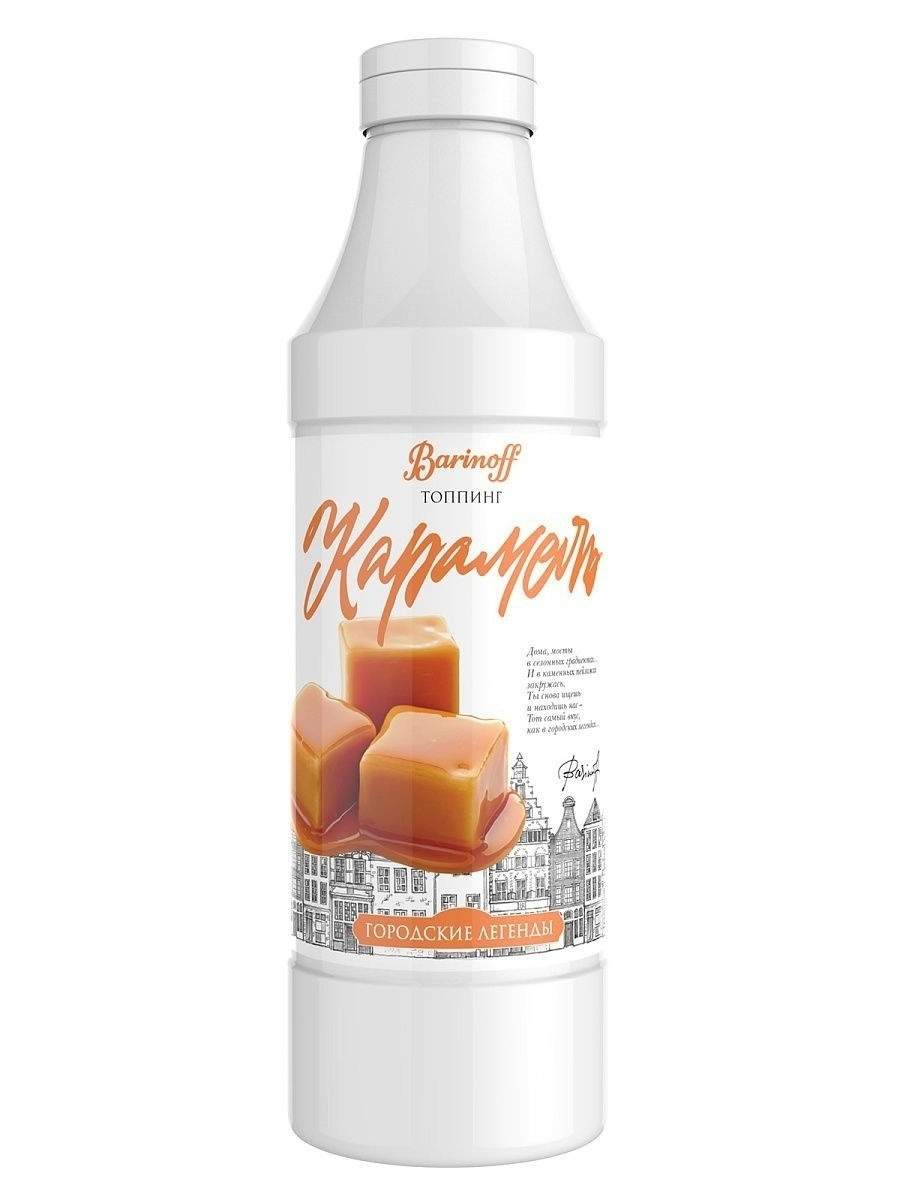 Barinoff
ТОППИНГ
Карамель
Дома, мосты
в сезонных градиентах...
И в каменных пейзажах
закружась,
Ты снова ищешь
и находишь нас –
Тот самый вкус,
как в городских легендах...
Barinoff
ГОРОДСКИЕ ЛЕГЕНДЫ